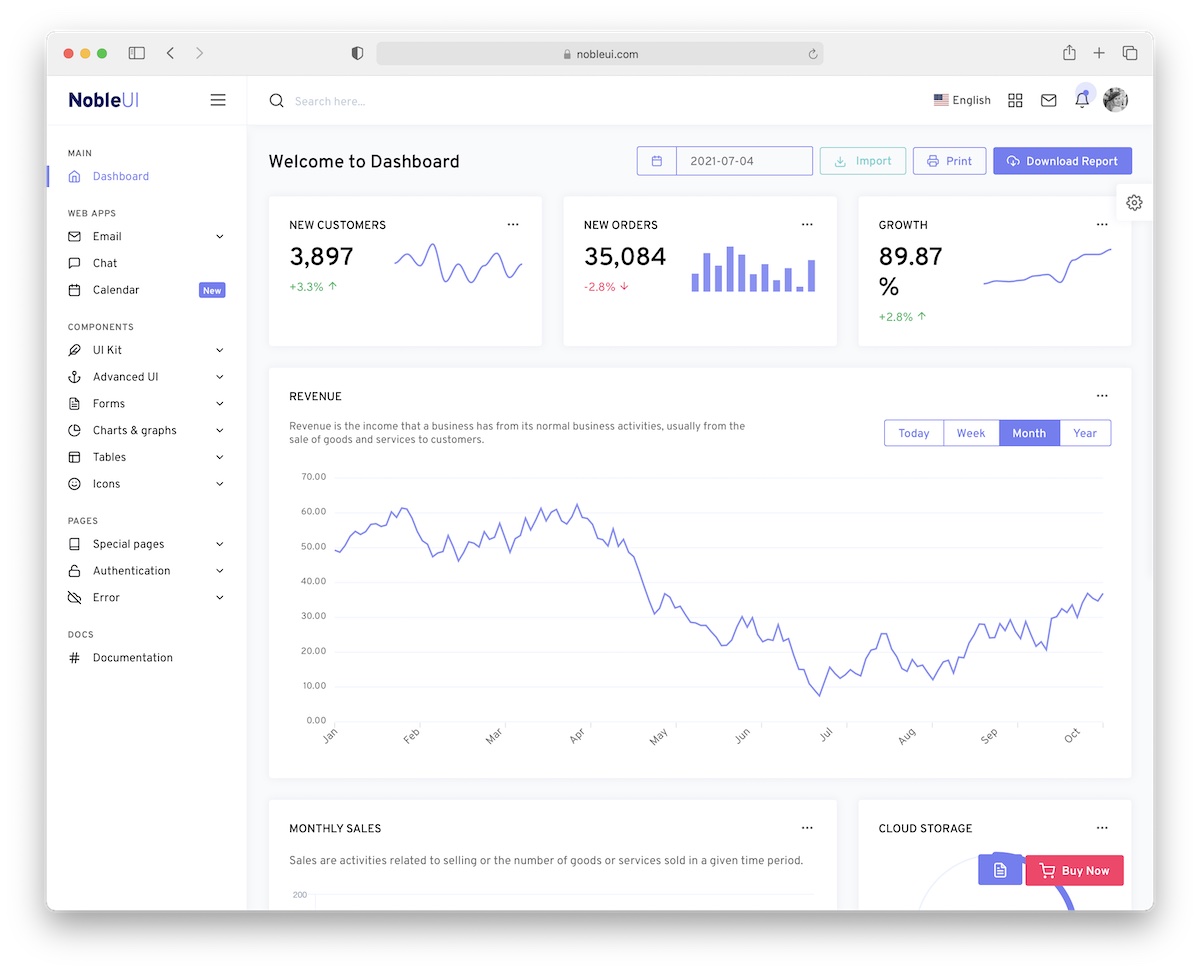 nobleui.com
NobleUI
Search here...
English
MAIN
Dashboard
WEB APPS
Email
Chat
Calendar
New
COMPONENTS
UI Kit
Advanced UI
Forms
Charts & graphs
Tables
Icons
PAGES
Special pages
Authentication
Error
DOCS
Documentation
Welcome to Dashboard
2021-07-04
Import
Print
Download Report
NEW CUSTOMERS
3,897
+3.3%
NEW ORDERS
35,084
-2.8%
GROWTH
89.87
%
+2.8%
REVENUE
Revenue is the income that a business has from its normal business activities, usually from the
sale of goods and services to customers.
Today
Week
Month
Year
70.00
60.00
50.00
40.00
30.00
20.00
10.00
0.00
Jan
Feb
Mar
Apr
May
Jun
Jul
Aug
Sep
Oct
MONTHLY SALES
Sales are activities related to selling or the number of goods or services sold in a given time period.
200
CLOUD STORAGE
Buy Now